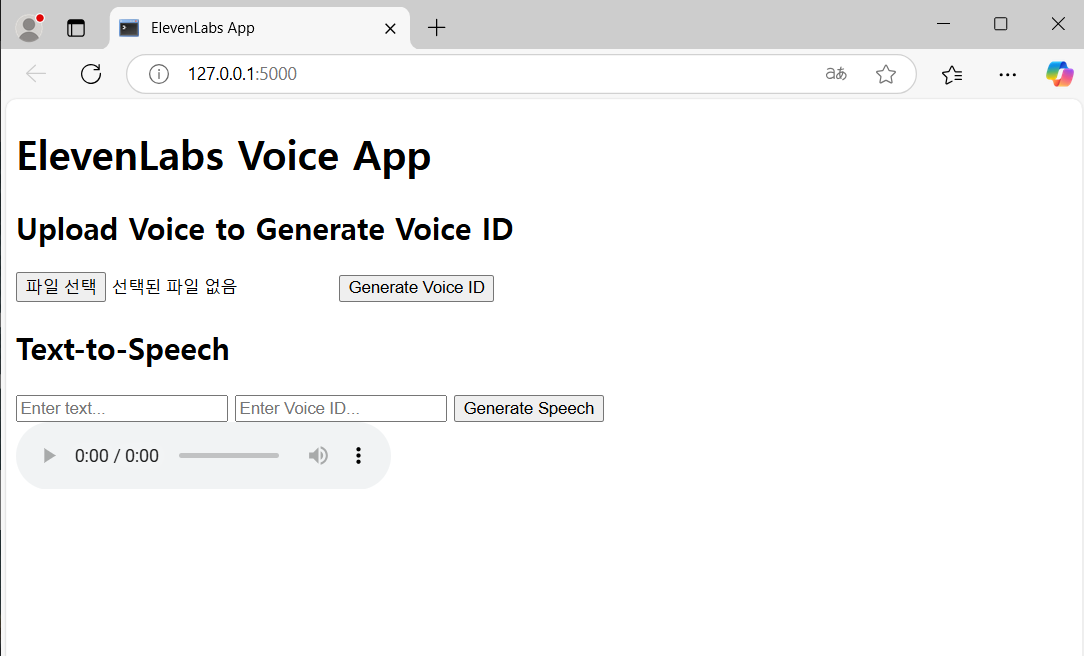 ElevenLabs App
127.0.0.1:5000
aあ
ElevenLabs Voice App
Upload Voice to Generate Voice ID
파일 선택 선택된 파일 없음 Generate Voice ID
Text-to-Speech
Enter text... Enter Voice ID... Generate Speech
0:00 / 0:00